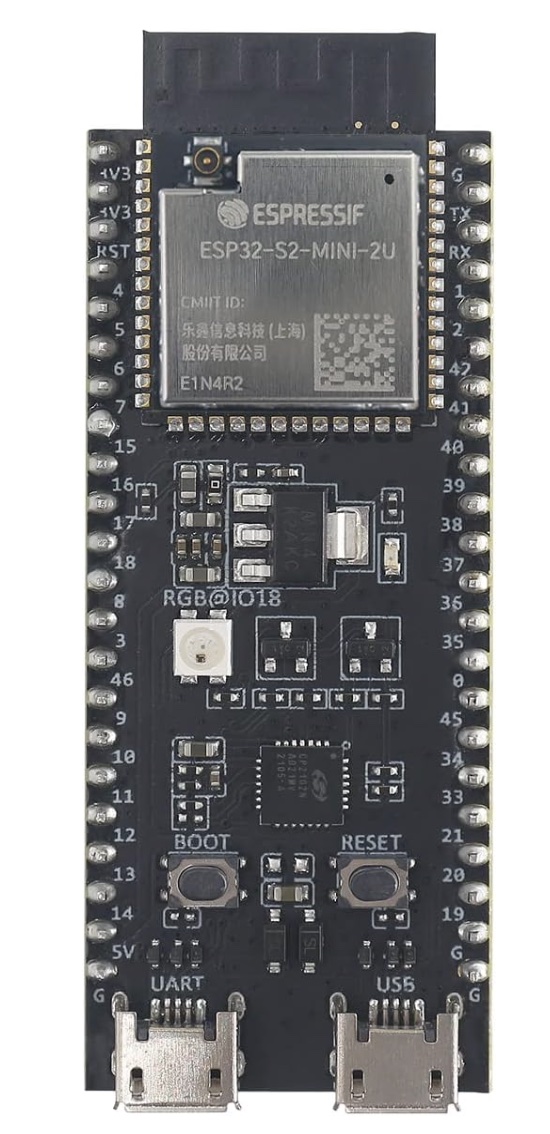 ESPRESSIF
ESP32-S2-MINI-2U
CMIIT ID:
乐鑫信息科技(上海)
股份有限公司
E1N4R2
3V3
3V3
RST
4
5
6
7
15
16
17
18
8
3
46
9
10
11
12
13
14
5V
G
G
TX
RX
1
2
42
41
40
39
38
37
36
35
0
45
34
33
21
20
19
G
G
RGB@IO18
CP2102N
BOOT
RESET
UART
USB